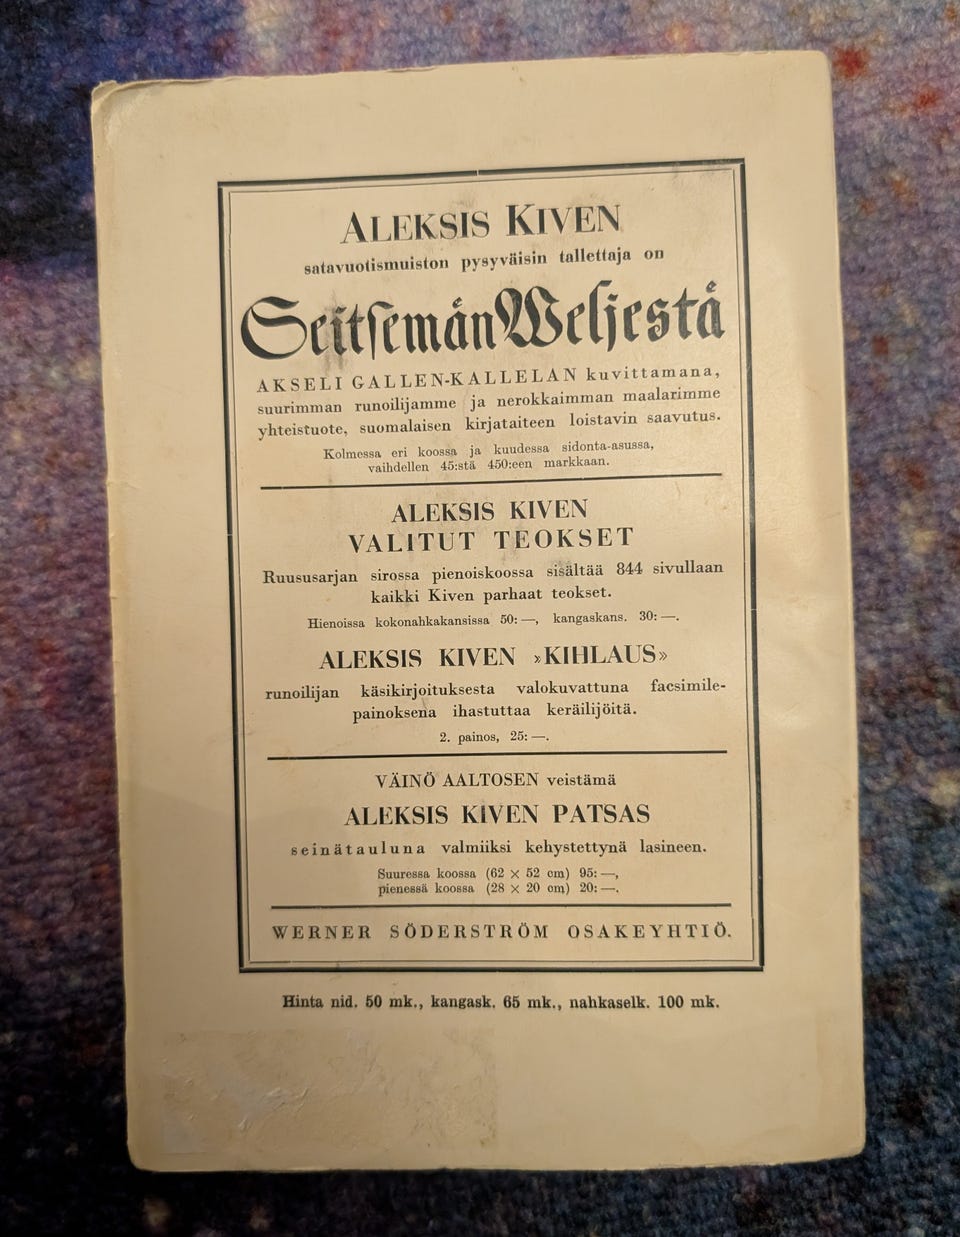 ALEKSIS KIVEN
satavuotismuiston pysyväisin tallettaja on
Seitsemån Weljestå
AKSELI GALLEN-KALLELAN kuvittamana,
suurimman runoilijamme ja nerokkaimman maalarimme
yhteistuote, suomalaisen kirjataiteen loistavin saavutus.
Kolmessa eri koossa ja kuudessa sidonta-asussa,
vaihdellen 45:stä 450:een markkaan.
ALEKSIS KIVEN
VALITUT TEOKSET
Ruususarjan sirossa pienoiskoossa sisältää 844 sivullaan
kaikki Kiven parhaat teokset.
Hienoissa kokonahkakansissa 50: —, kangaskans. 30: —.
ALEKSIS KIVEN »KIHLAUS»
runoilijan käsikirjoituksesta valokuvattuna facsimile-
painoksena ihastuttaa keräilijöitä.
2. painos, 25: —.
VÄINÖ AALTOSEN veistämä
ALEKSIS KIVEN PATSAS
seinätauluna valmiiksi kehystettynä lasineen.
Suuressa koossa (62 × 52 cm) 95: —,
pienessä koossa (28 × 20 cm) 20: —.
WERNER SÖDERSTRÖM OSAKEYHTIÖ.
Hinta nid. 50 mk., kangask. 65 mk., nahkaselk. 100 mk.